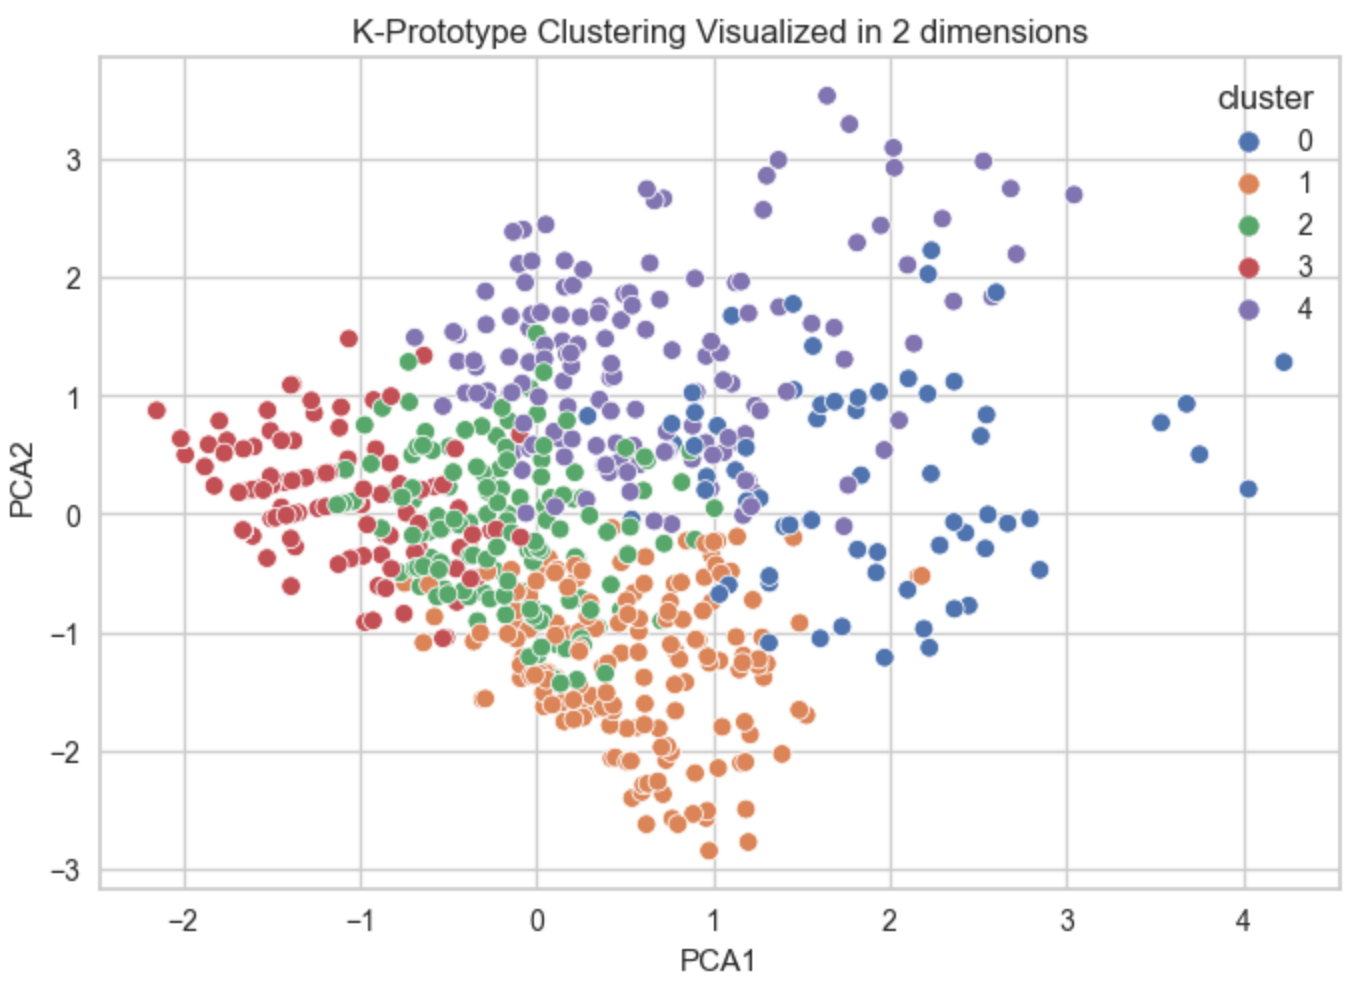 K-Prototype Clustering Visualized in 2 dimensions
cluster
0
1
2
3
4
3
2
1
0
−1
−2
−3
PCA2
−2 −1 0 1 2 3 4
PCA1